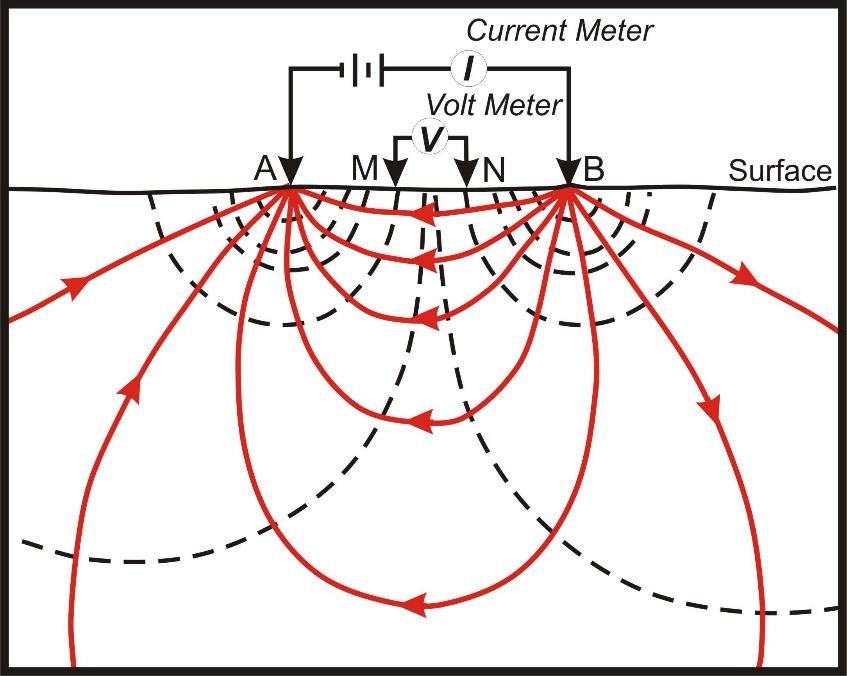 Current Meter
I
Volt Meter
V
A M N B
Surface